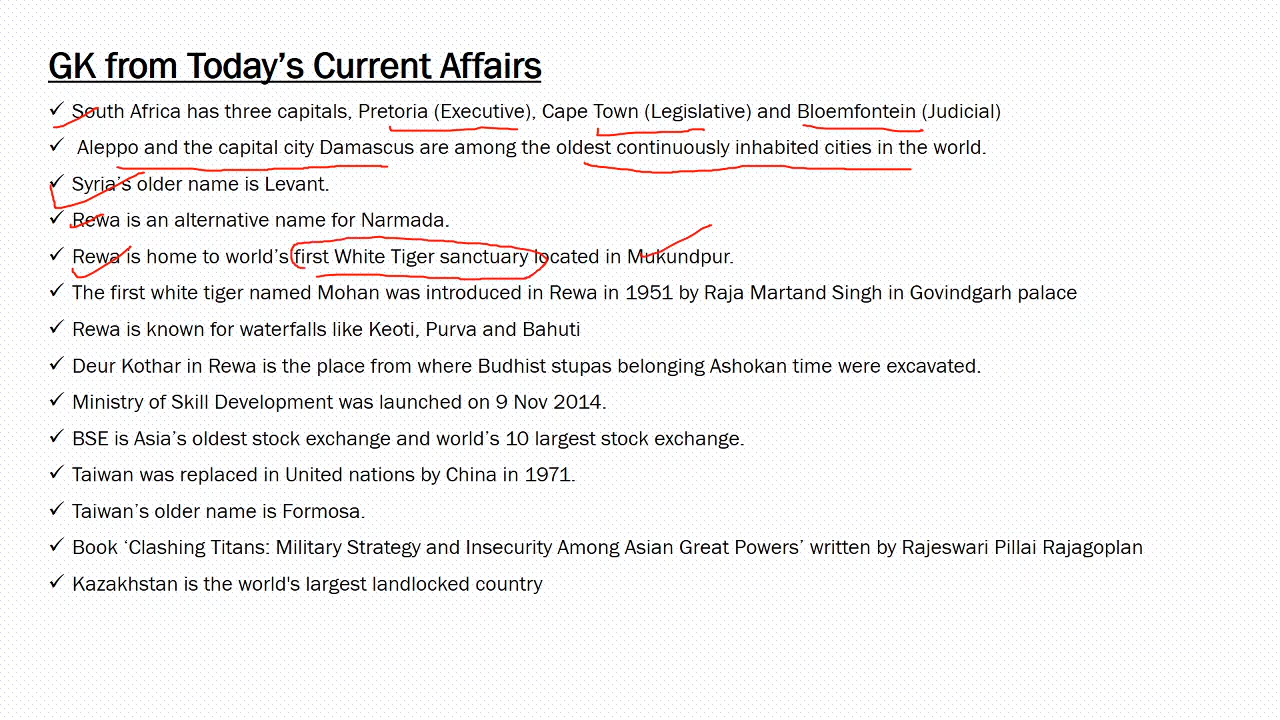 GK from Today's Current Affairs
✓ South Africa has three capitals, Pretoria (Executive), Cape Town (Legislative) and Bloemfontein (Judicial)
✓ Aleppo and the capital city Damascus are among the oldest continuously inhabited cities in the world.
✓ Syria's older name is Levant.
✓ Rewa is an alternative name for Narmada.
✓ Rewa is home to world's first White Tiger sanctuary located in Mukundpur.
✓ The first white tiger named Mohan was introduced in Rewa in 1951 by Raja Martand Singh in Govindgarh palace
✓ Rewa is known for waterfalls like Keoti, Purva and Bahuti
✓ Deur Kothar in Rewa is the place from where Budhist stupas belonging Ashokan time were excavated.
✓ Ministry of Skill Development was launched on 9 Nov 2014.
✓ BSE is Asia's oldest stock exchange and world's 10 largest stock exchange.
✓ Taiwan was replaced in United nations by China in 1971.
✓ Taiwan's older name is Formosa.
✓ Book ‘Clashing Titans: Military Strategy and Insecurity Among Asian Great Powers’ written by Rajeswari Pillai Rajagoplan
✓ Kazakhstan is the world's largest landlocked country